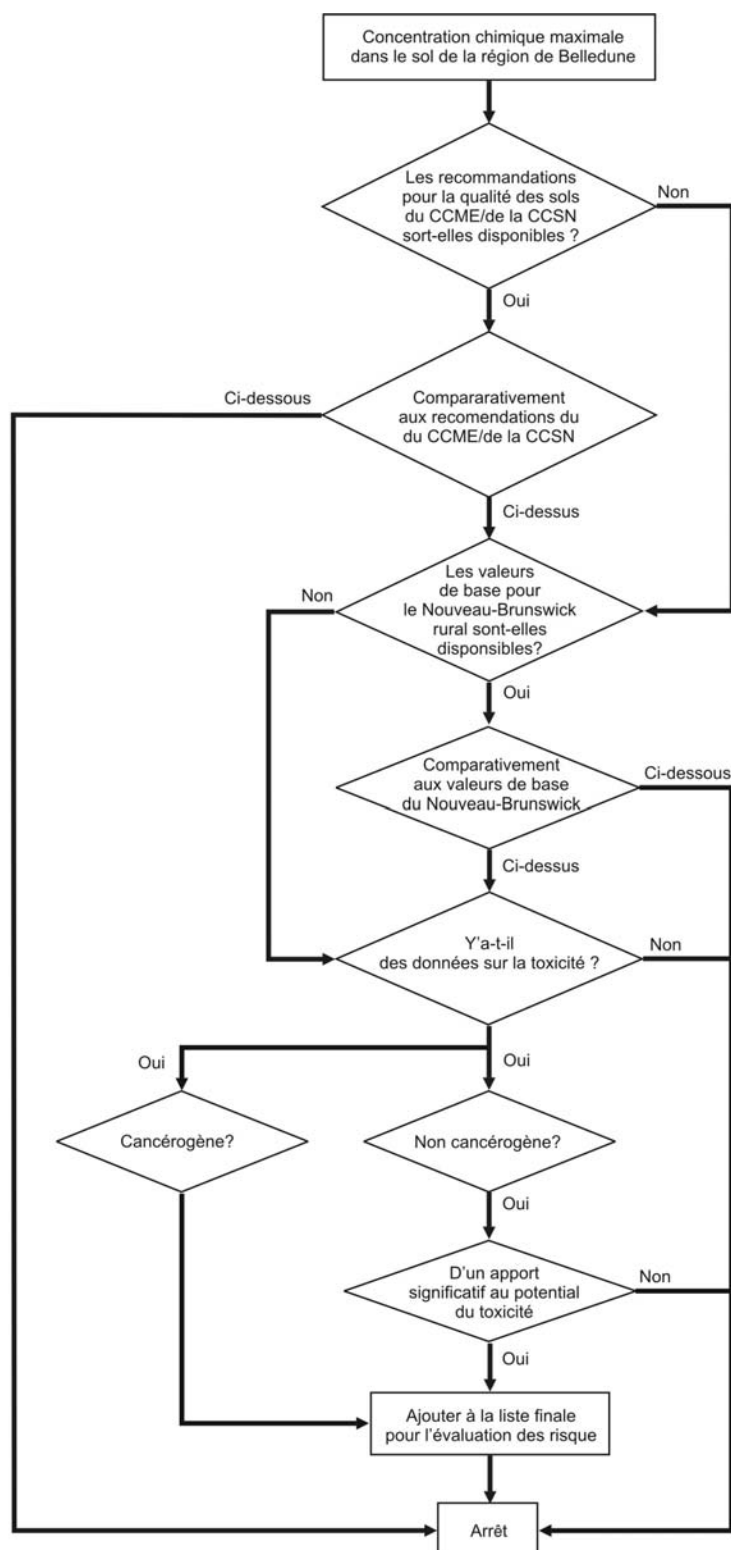 Concentration chimique maximale
dans le sol de la région de Belledune
Les recommandations
pour la qualité des sols
du CCME/de la CCSN
sort-elles disponibles ?
Non
Oui
Ci-dessous
Compararativement
aux recomendations du
du CCME/de la CCSN
Ci-dessus
Les valeurs
de base pour
le Nouveau-Brunswick
rural sont-elles
disponsibles?
Non
Oui
Comparativement
aux valeurs de base
du Nouveau-Brunswick
Ci-dessous
Ci-dessus
Y'a-t-il
des données sur la toxicité ?
Non
Oui
Oui
Cancérogène?
Non cancérogène?
Oui
D'un apport
significatif au potential
du toxicité
Non
Oui
Ajouter à la liste finale
pour l'évaluation des risque
Arrêt